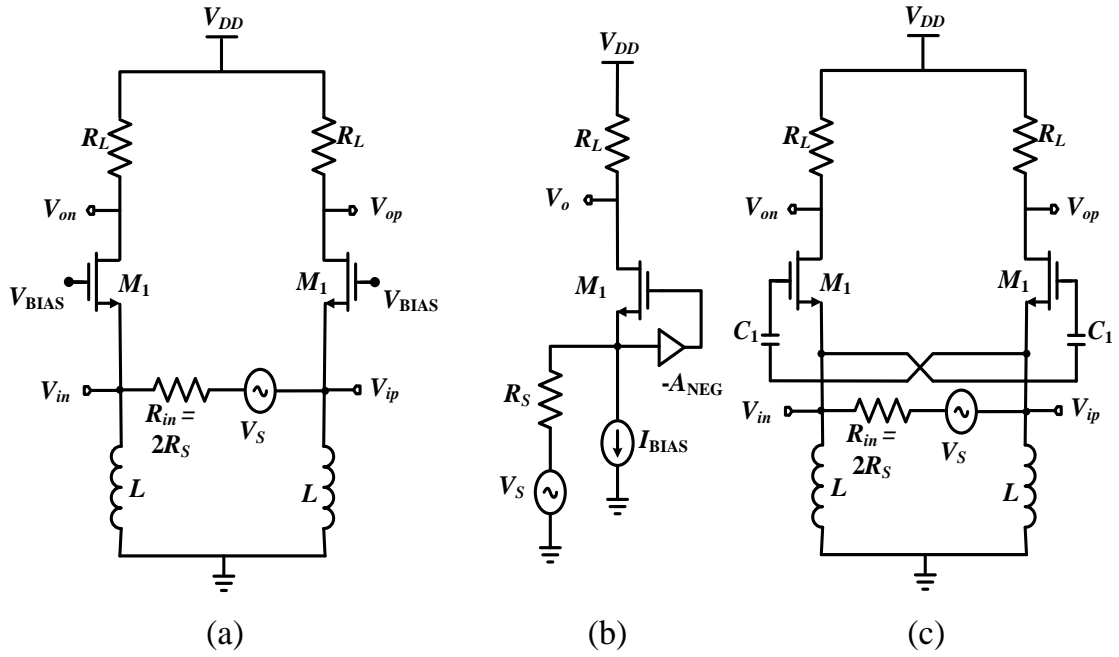 V_DD
R_L
R_L
V_on
V_op
M_1
M_1
V_BIAS
V_BIAS
V_in
V_ip
R_in =
2R_S
V_S
L
L
(a)
V_DD
R_L
V_o
M_1
-A_NEG
R_S
I_BIAS
V_S
(b)
V_DD
R_L
R_L
V_on
V_op
M_1
M_1
C_1
C_1
V_in
V_ip
R_in =
2R_S
V_S
L
L
(c)